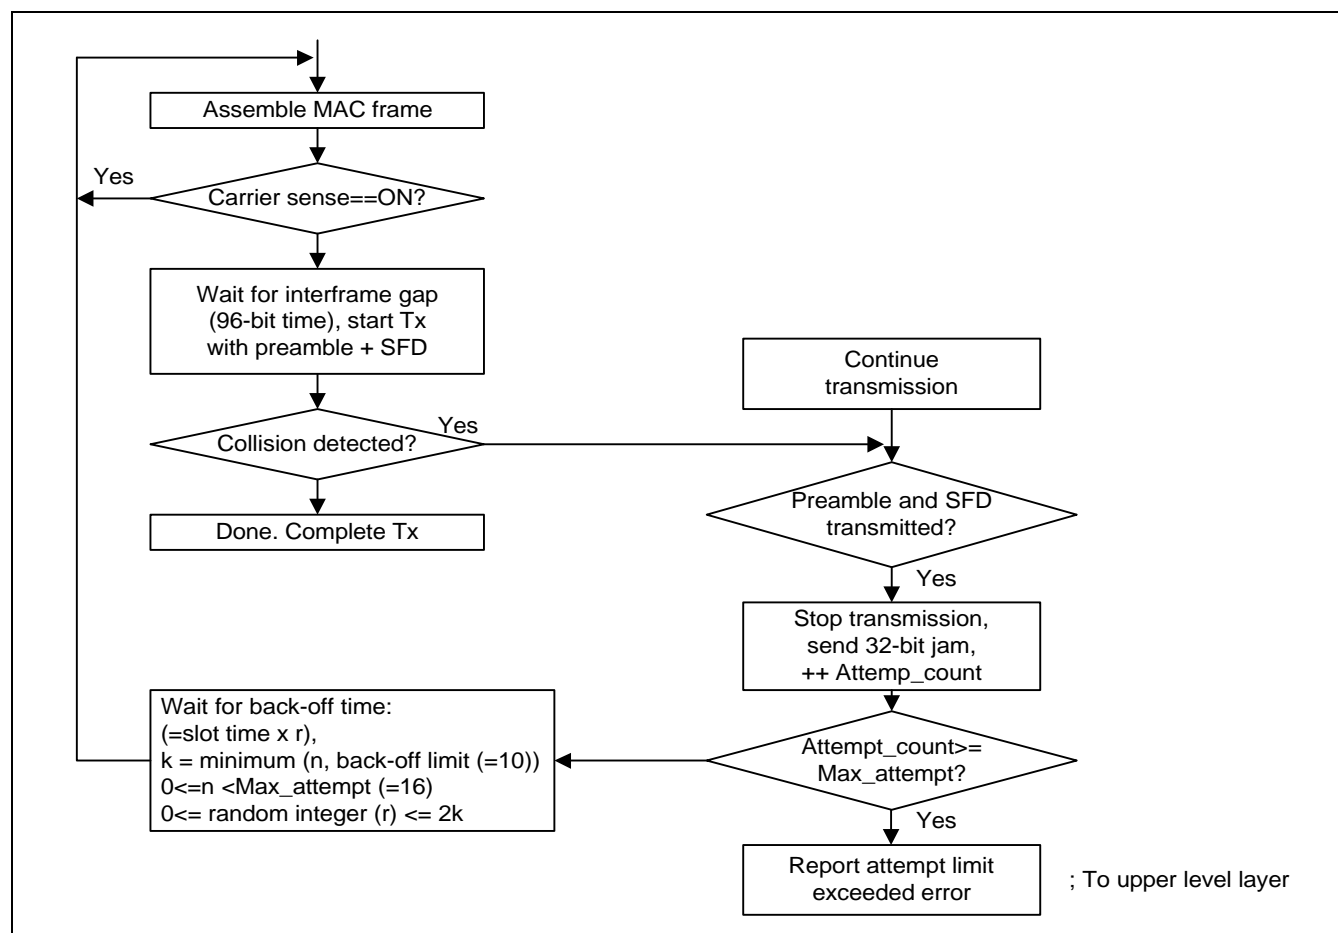 Assemble MAC frame
Yes
Carrier sense==ON?
Wait for interframe gap
(96-bit time), start Tx
with preamble + SFD
Continue
transmission
Yes
Collision detected?
Preamble and SFD
transmitted?
Done. Complete Tx
Yes
Stop transmission,
send 32-bit jam,
++ Attemp_count
Wait for back-off time:
(=slot time x r),
k = minimum (n, back-off limit (=10))
0<=n <Max_attempt (=16)
0<= random integer (r) <= 2k
Attempt_count>=
Max_attempt?
Yes
Report attempt limit
exceeded error
; To upper level layer